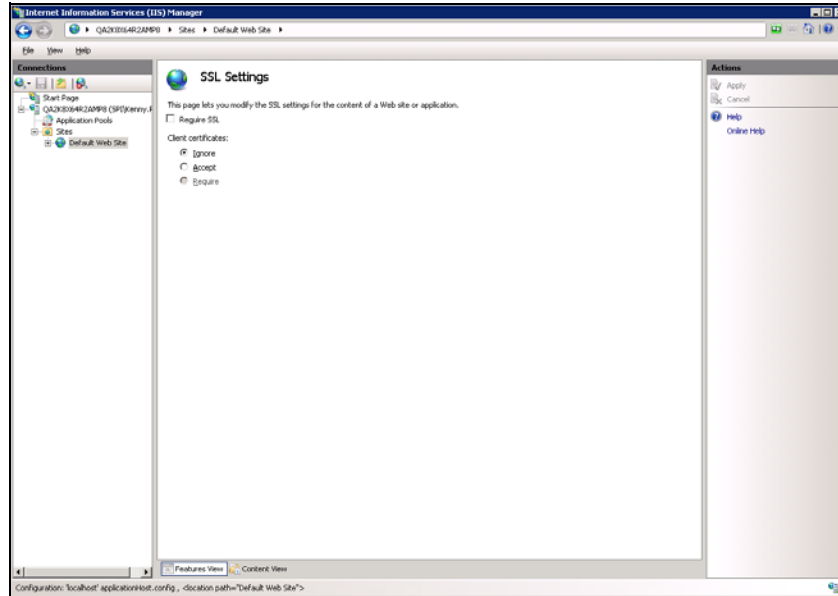 Internet Information Services (IIS) Manager
QA2K8X64R2AMP8 ▸ Sites ▸ Default Web Site ▸
File View Help
Connections
Start Page
QA2K8X64R2AMP8 (SPI\Kenny.
Application Pools
Sites
Default Web Site
SSL Settings
This page lets you modify the SSL settings for the content of a Web site or application.
Require SSL
Client certificates:
Ignore
Accept
Require
Features View Content View
Actions
Apply
Cancel
Help
Online Help
Configuration: 'localhost' applicationHost.config , <location path="Default Web Site">